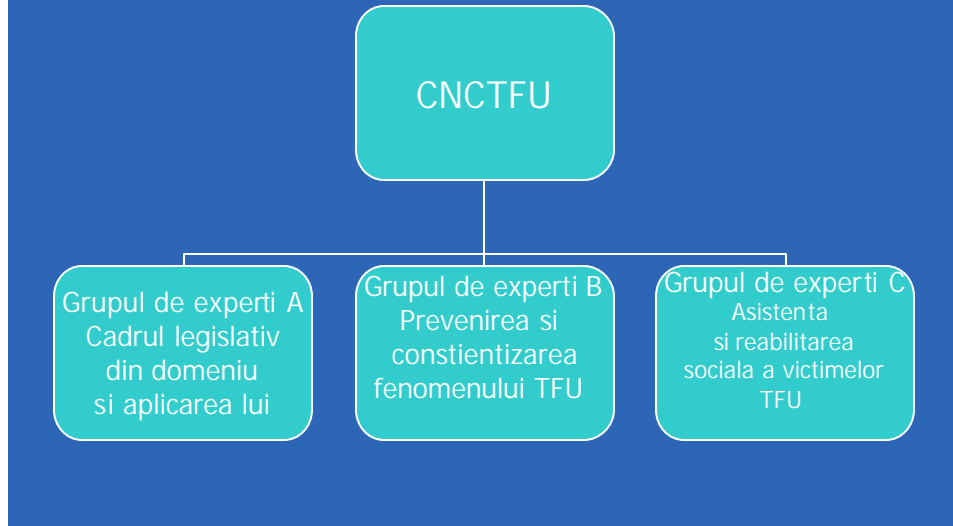 CNCTFU
Grupul de experti A
Cadrul legislativ
din domeniu
si aplicarea lui
Grupul de experti B
Prevenirea si
constientizarea
fenomenului TFU
Grupul de experti C
Asistenta
si reabilitarea
sociala a victimelor
TFU